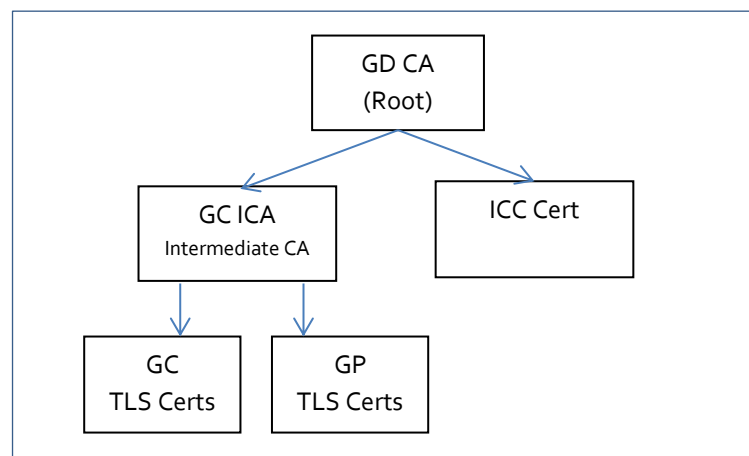 GD CA
(Root)
GC ICA
Intermediate CA
ICC Cert
GC
TLS Certs
GP
TLS Certs